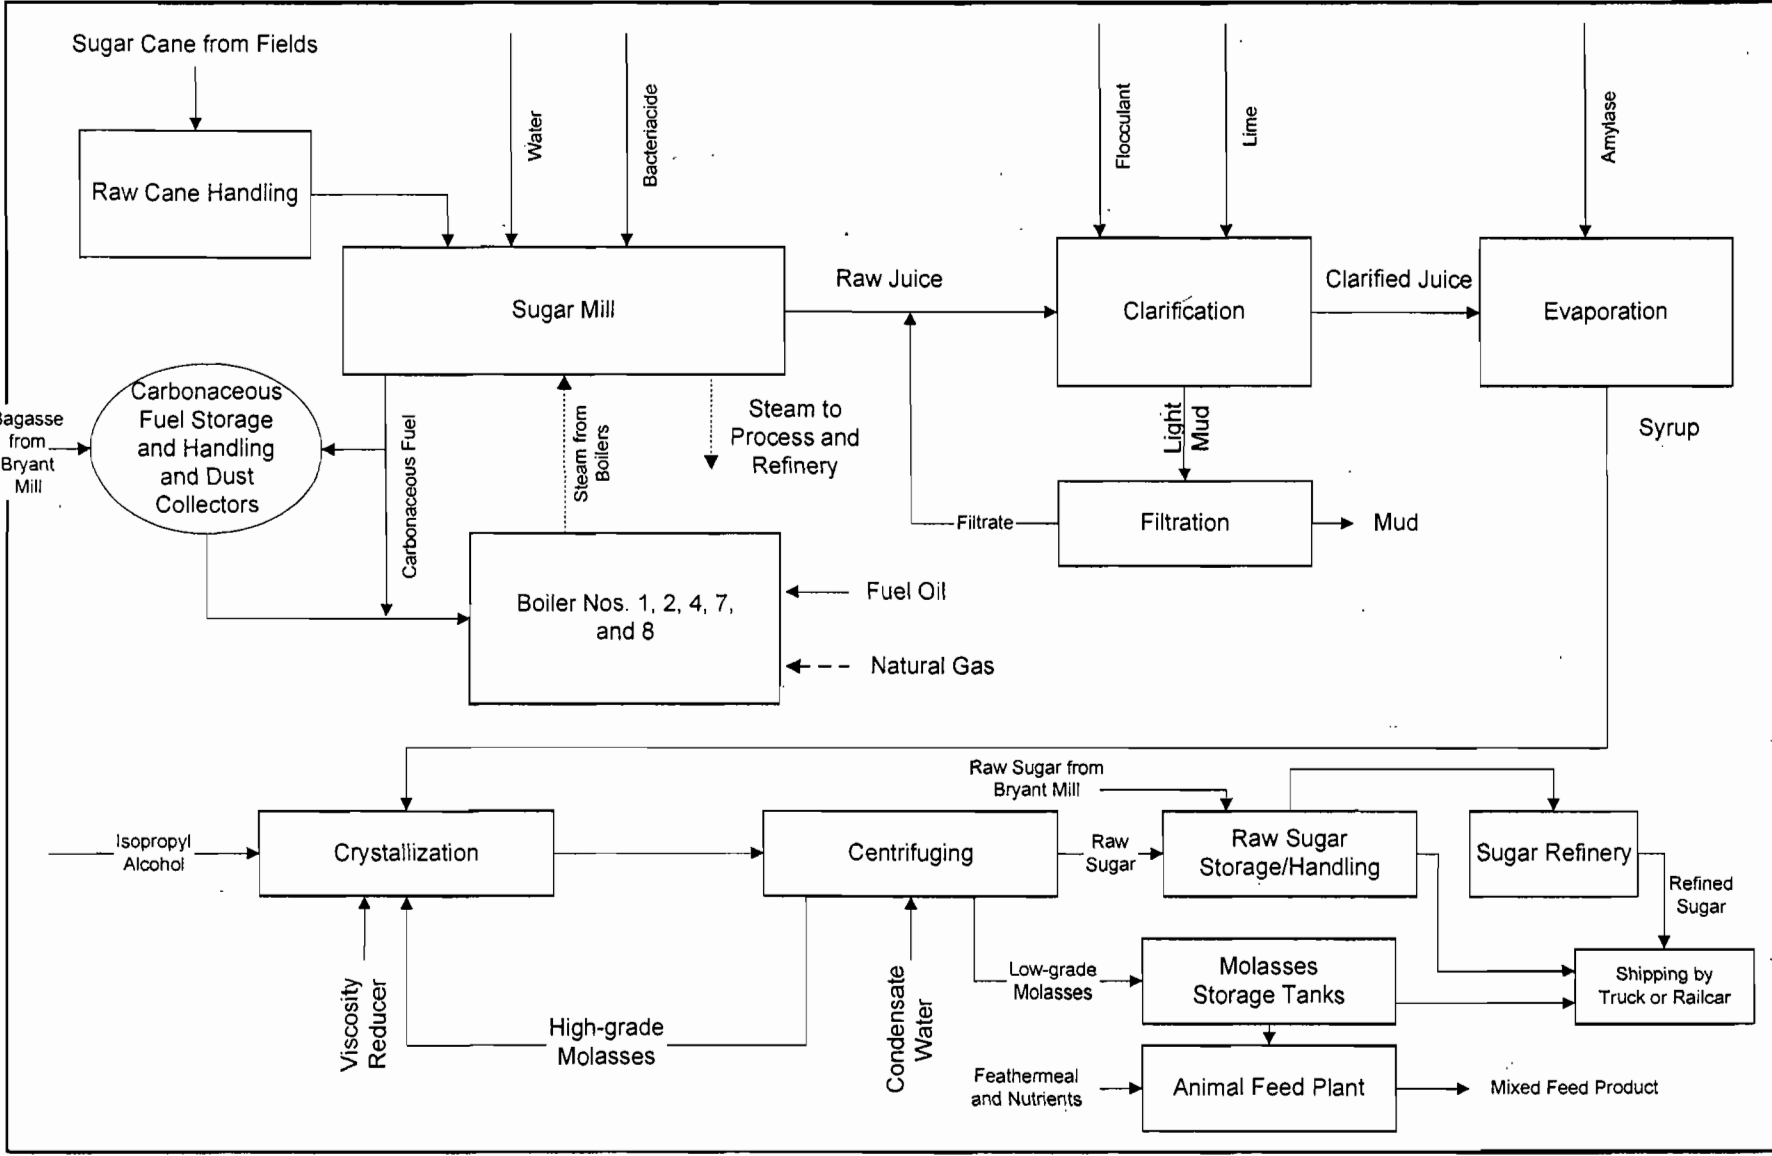 Sugar Cane from Fields
Water
Bacteriacide
Flocculant
Lime
Amylase
Raw Cane Handling
Sugar Mill
Raw Juice
Clarification
Clarified Juice
Evaporation
Carbonaceous
Fuel Storage
and Handling
and Dust
Collectors
Bagasse
from
Bryant
Mill
Carbonaceous Fuel
Steam from
Boilers
Steam to
Process and
Refinery
Light
Mud
Syrup
Filtrate
Filtration
Mud
Boiler Nos. 1, 2, 4, 7,
and 8
Fuel Oil
Natural Gas
Raw Sugar from
Bryant Mill
Isopropyl
Alcohol
Crystallization
Centrifuging
Raw
Sugar
Raw Sugar
Storage/Handling
Sugar Refinery
Refined
Sugar
Viscosity
Reducer
High-grade
Molasses
Condensate
Water
Low-grade
Molasses
Molasses
Storage Tanks
Shipping by
Truck or Railcar
Feathermeal
and Nutrients
Animal Feed Plant
Mixed Feed Product